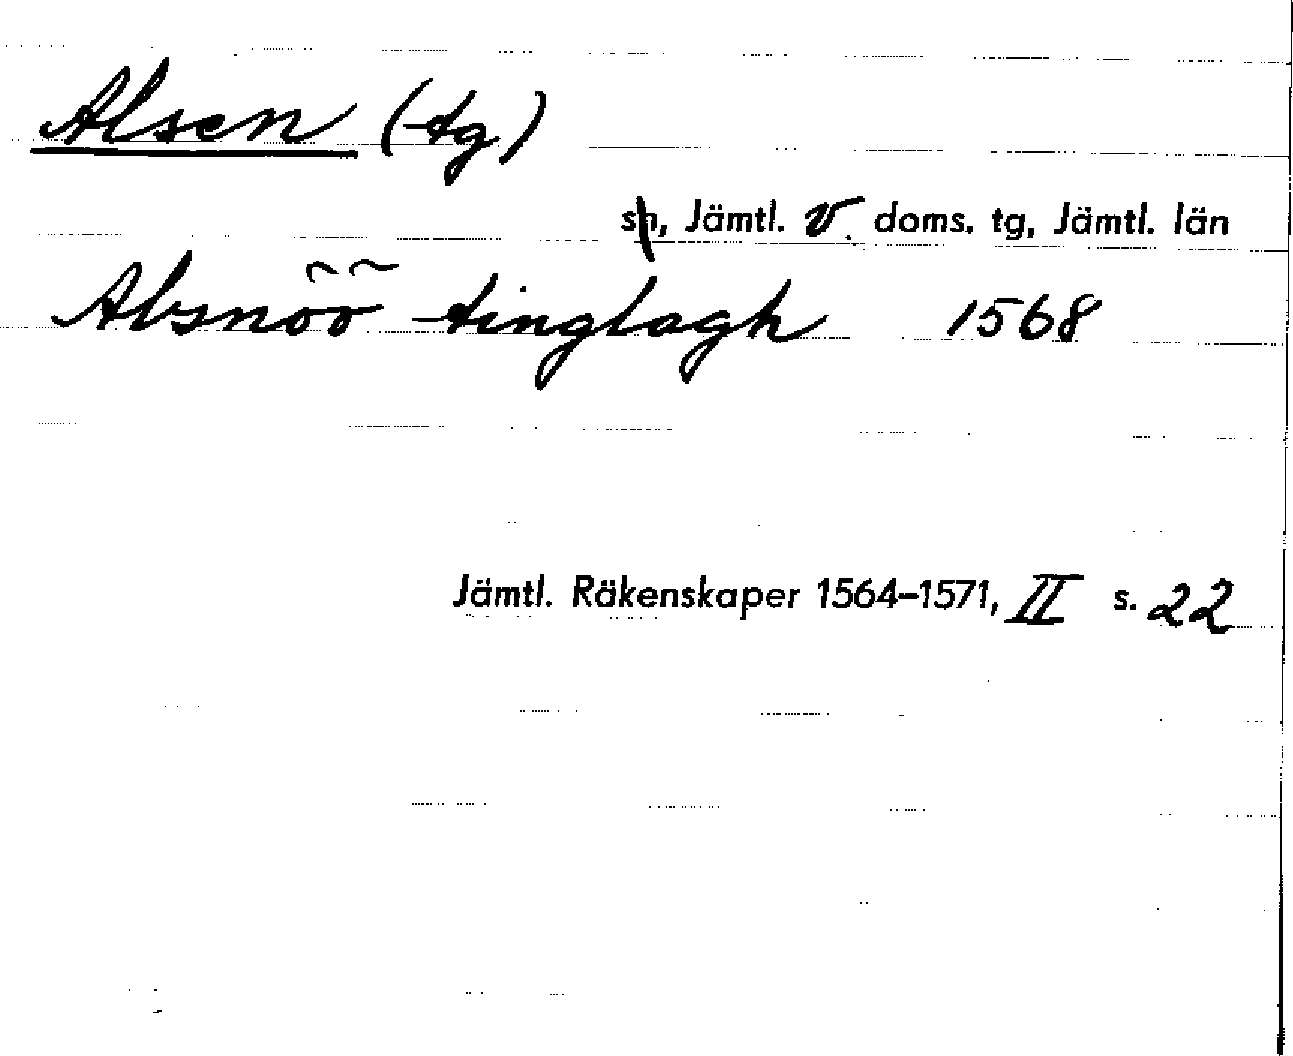 Alsen (tg)
sn, Jämtl. v. doms. tg, Jämtl. län
Alsnöö tinglagh 1568
Jämtl. Räkenskaper 1564–1571, II s. 22